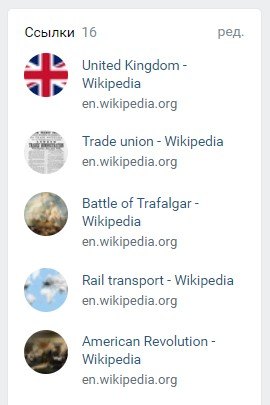 Ссылки 16 ред.
United Kingdom -
Wikipedia
en.wikipedia.org
Trade union - Wikipedia
en.wikipedia.org
Battle of Trafalgar -
Wikipedia
en.wikipedia.org
Rail transport - Wikipedia
en.wikipedia.org
American Revolution -
Wikipedia
en.wikipedia.org